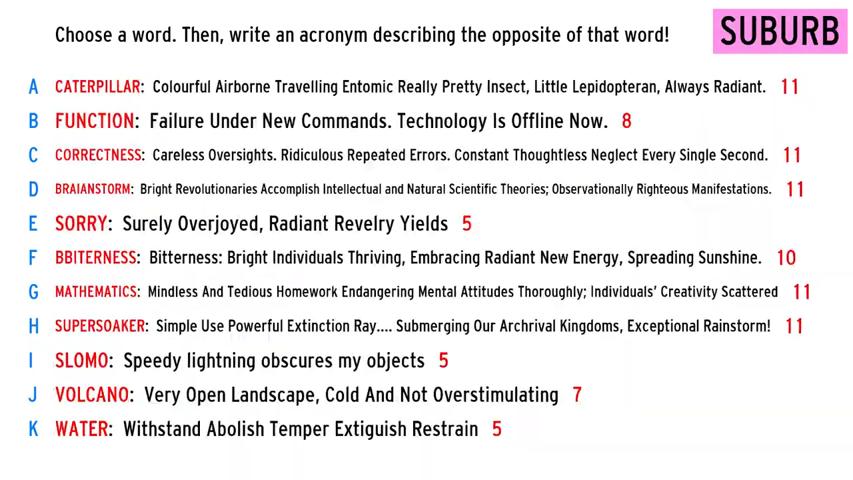 Choose a word. Then, write an acronym describing the opposite of that word!
SUBURB
A CATERPILLAR: Colourful Airborne Travelling Entomic Really Pretty Insect, Little Lepidopteran, Always Radiant. 11
B FUNCTION: Failure Under New Commands. Technology Is Offline Now. 8
C CORRECTNESS: Careless Oversights. Ridiculous Repeated Errors. Constant Thoughtless Neglect Every Single Second. 11
D BRAIANSTORM: Bright Revolutionaries Accomplish Intellectual and Natural Scientific Theories; Observationally Righteous Manifestations. 11
E SORRY: Surely Overjoyed, Radiant Revelry Yields 5
F BBITERNESS: Bitterness: Bright Individuals Thriving, Embracing Radiant New Energy, Spreading Sunshine. 10
G MATHEMATICS: Mindless And Tedious Homework Endangering Mental Attitudes Thoroughly; Individuals' Creativity Scattered 11
H SUPERSOAKER: Simple Use Powerful Extinction Ray.... Submerging Our Archrival Kingdoms, Exceptional Rainstorm! 11
I SLOMO: Speedy lightning obscures my objects 5
J VOLCANO: Very Open Landscape, Cold And Not Overstimulating 7
K WATER: Withstand Abolish Temper Extiguish Restrain 5